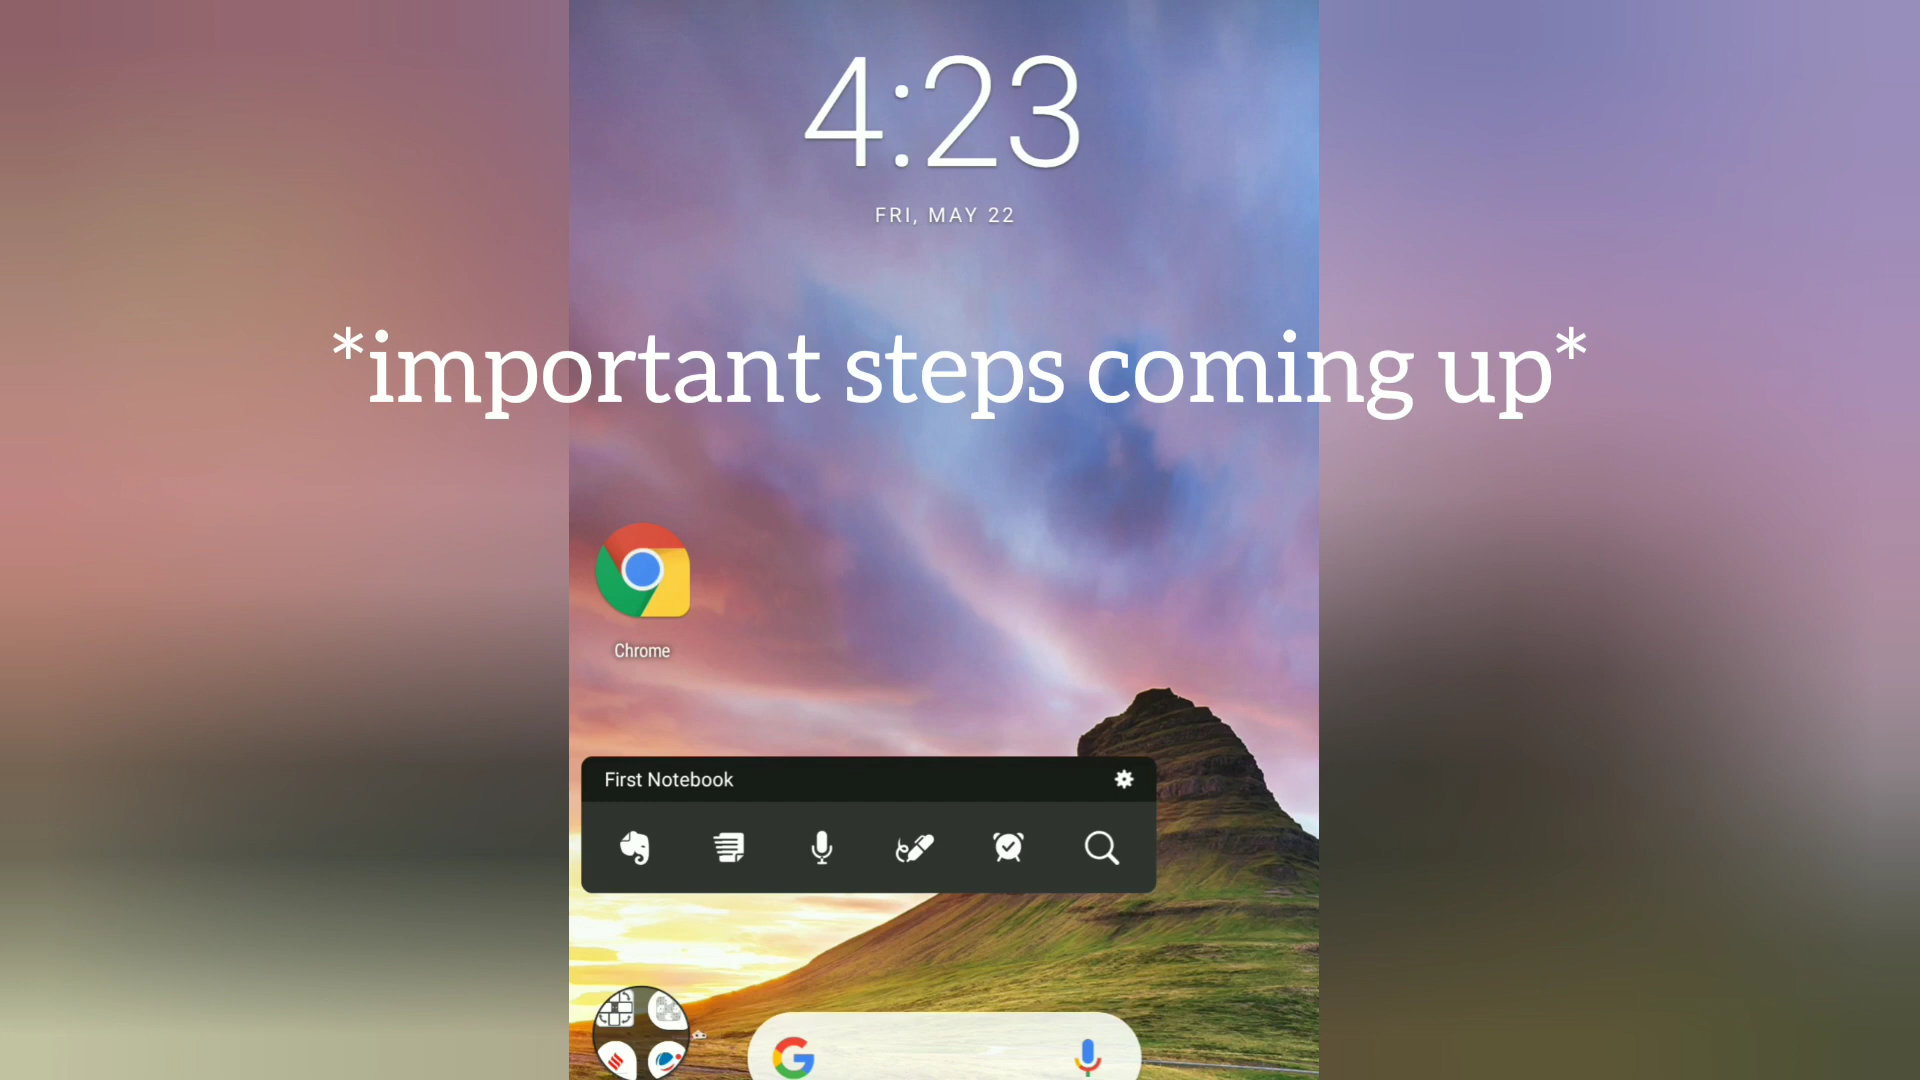 4:23
FRI, MAY 22
*important steps coming up*
Chrome
First Notebook